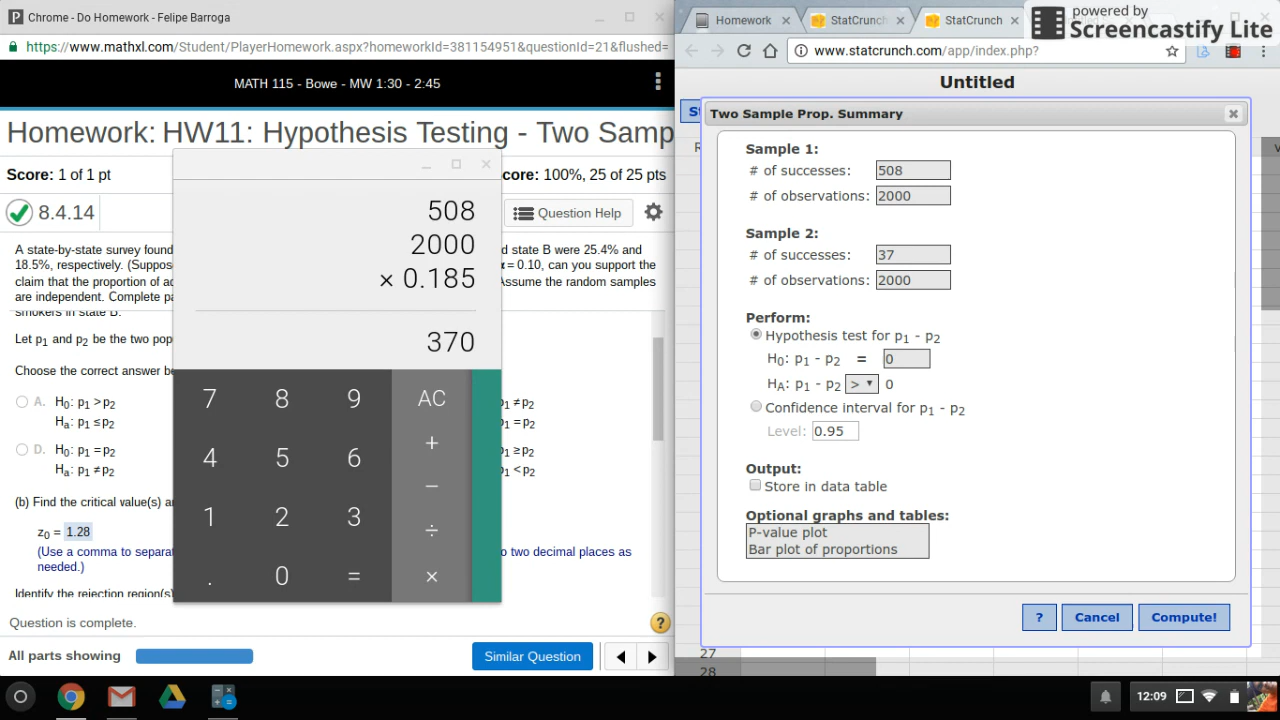 Chrome - Do Homework - Felipe Barroga
https://www.mathxl.com/Student/PlayerHomework.aspx?homeworkId=381154951&questionId=21&flushed=
MATH 115 - Bowe - MW 1:30 - 2:45
Homework: HW11: Hypothesis Testing - Two Samp
Score: 1 of 1 pt
core: 100%, 25 of 25 pts
8.4.14
Question Help
A state-by-state survey found
d state B were 25.4% and
18.5%, respectively. (Suppos
= 0.10, can you support the
claim that the proportion of ad
Assume the random samples
are independent. Complete pa
smokers in state B.
Let p1 and p2 be the two pop
Choose the correct answer be
A. H0: p1 > p2
Ha: p1 ≤ p2
p1 ≠ p2
p1 = p2
D. H0: p1 = p2
Ha: p1 ≠ p2
p1 ≥ p2
p1 < p2
(b) Find the critical value(s) a
z0 = 1.28
(Use a comma to separat
o two decimal places as
needed.)
Identify the rejection region(s)
Question is complete.
?
All parts showing
Similar Question
508
2000
× 0.185
370
7 8 9 AC
4 5 6 +
1 2 3 −
. 0 = ÷
×
Homework
StatCrunch
StatCrunch
powered by
Screencastify Lite
www.statcrunch.com/app/index.php?
Untitled
Two Sample Prop. Summary
Sample 1:
# of successes: 508
# of observations: 2000
Sample 2:
# of successes: 37
# of observations: 2000
Perform:
Hypothesis test for p1 - p2
H0: p1 - p2 = 0
HA: p1 - p2 > 0
Confidence interval for p1 - p2
Level: 0.95
Output:
Store in data table
Optional graphs and tables:
P-value plot
Bar plot of proportions
? Cancel Compute!
27
28
12:09